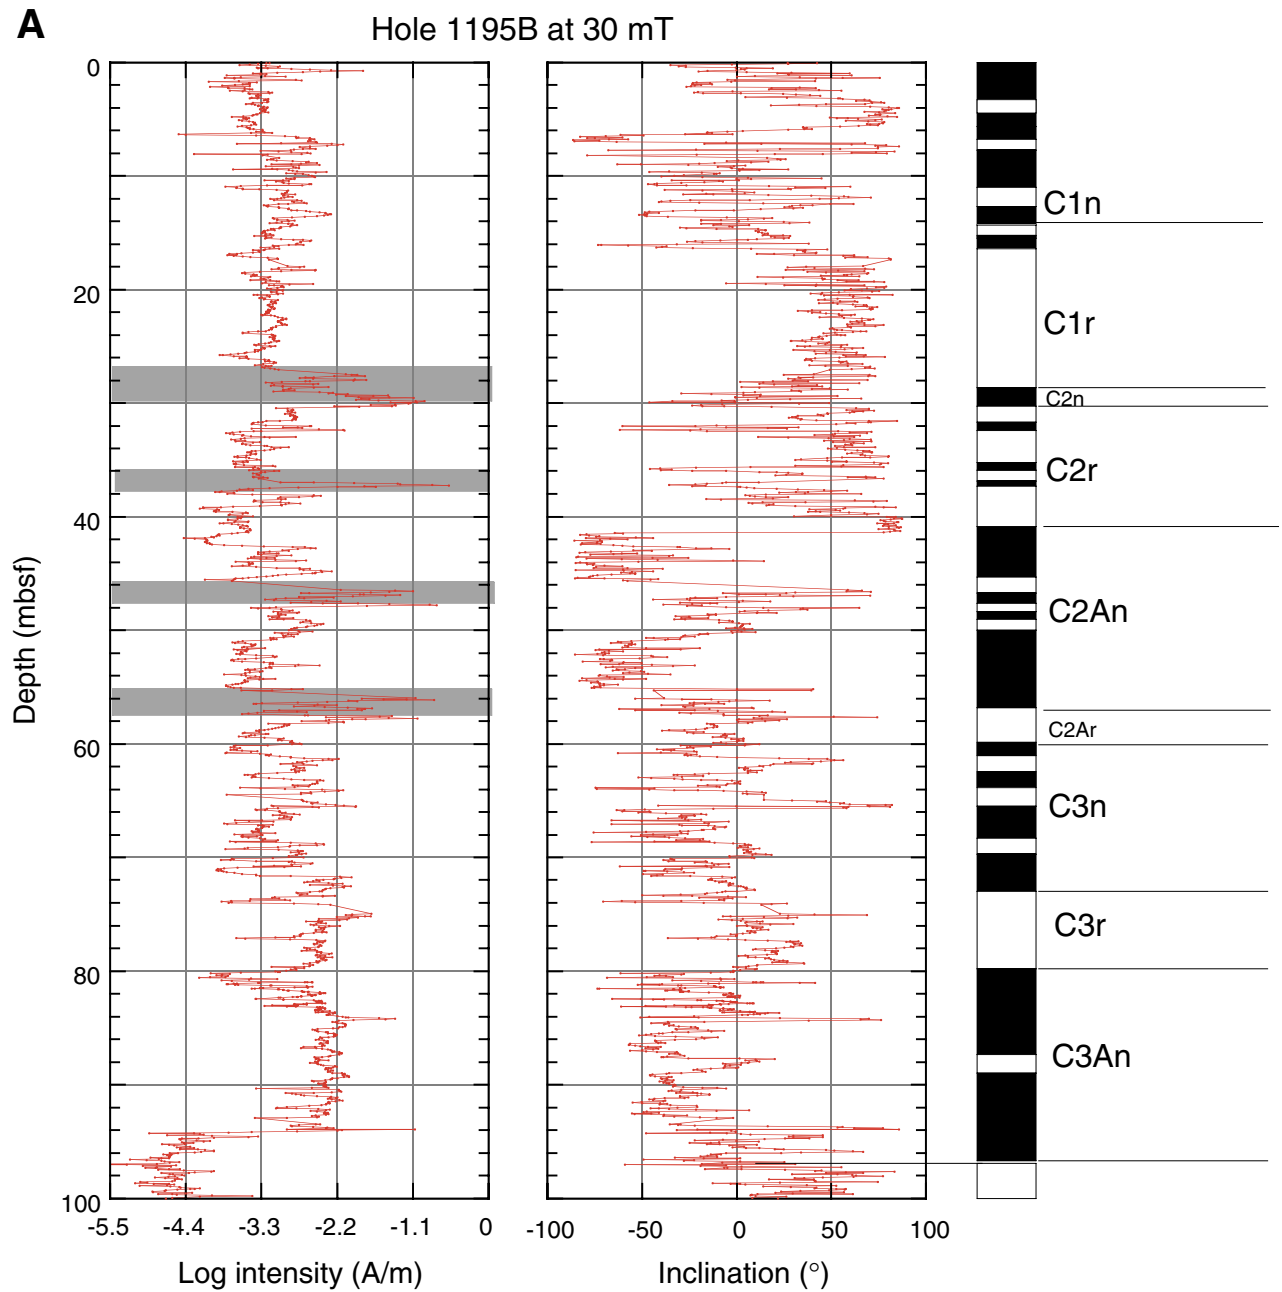 A
Hole 1195B at 30 mT
Depth (mbsf)
0
20
40
60
80
100
-5.5 -4.4 -3.3 -2.2 -1.1 0
Log intensity (A/m)
-100 -50 0 50 100
Inclination (°)
C1n
C1r
C2n
C2r
C2An
C2Ar
C3n
C3r
C3An